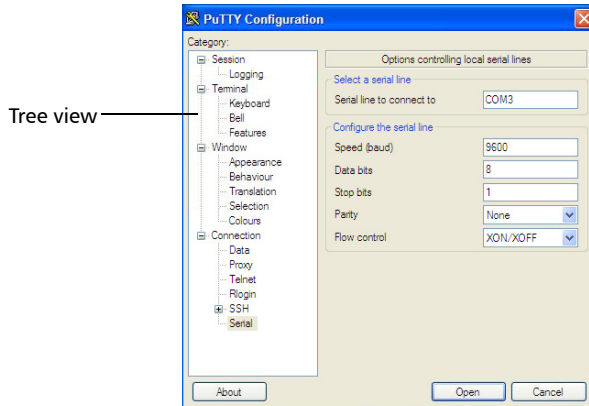 PuTTY Configuration
Category:
Session
Logging
Terminal
Keyboard
Bell
Features
Window
Appearance
Behaviour
Translation
Selection
Colours
Connection
Data
Proxy
Telnet
Rlogin
SSH
Serial
Tree view
Options controlling local serial lines
Select a serial line
Serial line to connect to COM3
Configure the serial line
Speed (baud) 9600
Data bits 8
Stop bits 1
Parity None
Flow control XON/XOFF
About Open Cancel